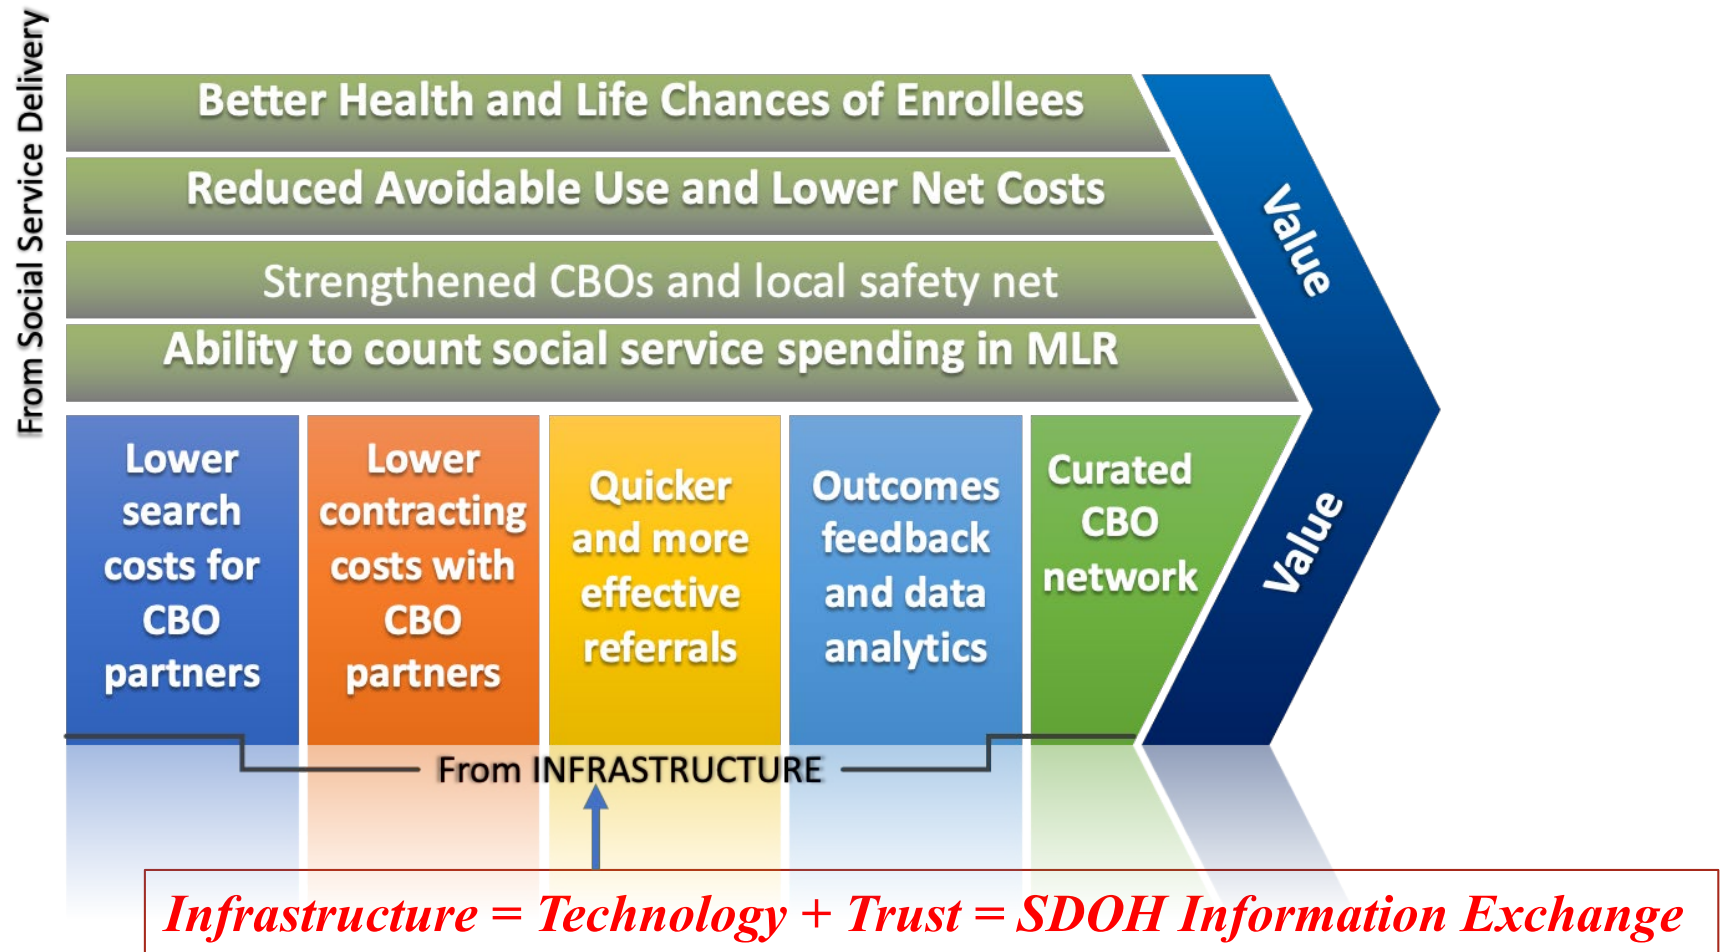 From Social Service Delivery
Better Health and Life Chances of Enrollees
Reduced Avoidable Use and Lower Net Costs
Strengthened CBOs and local safety net
Ability to count social service spending in MLR
Value
Lower
search
costs for
CBO
partners
Lower
contracting
costs with
CBO
partners
Quicker
and more
effective
referrals
Outcomes
feedback
and data
analytics
Curated
CBO
network
Value
From INFRASTRUCTURE
Infrastructure = Technology + Trust = SDOH Information Exchange